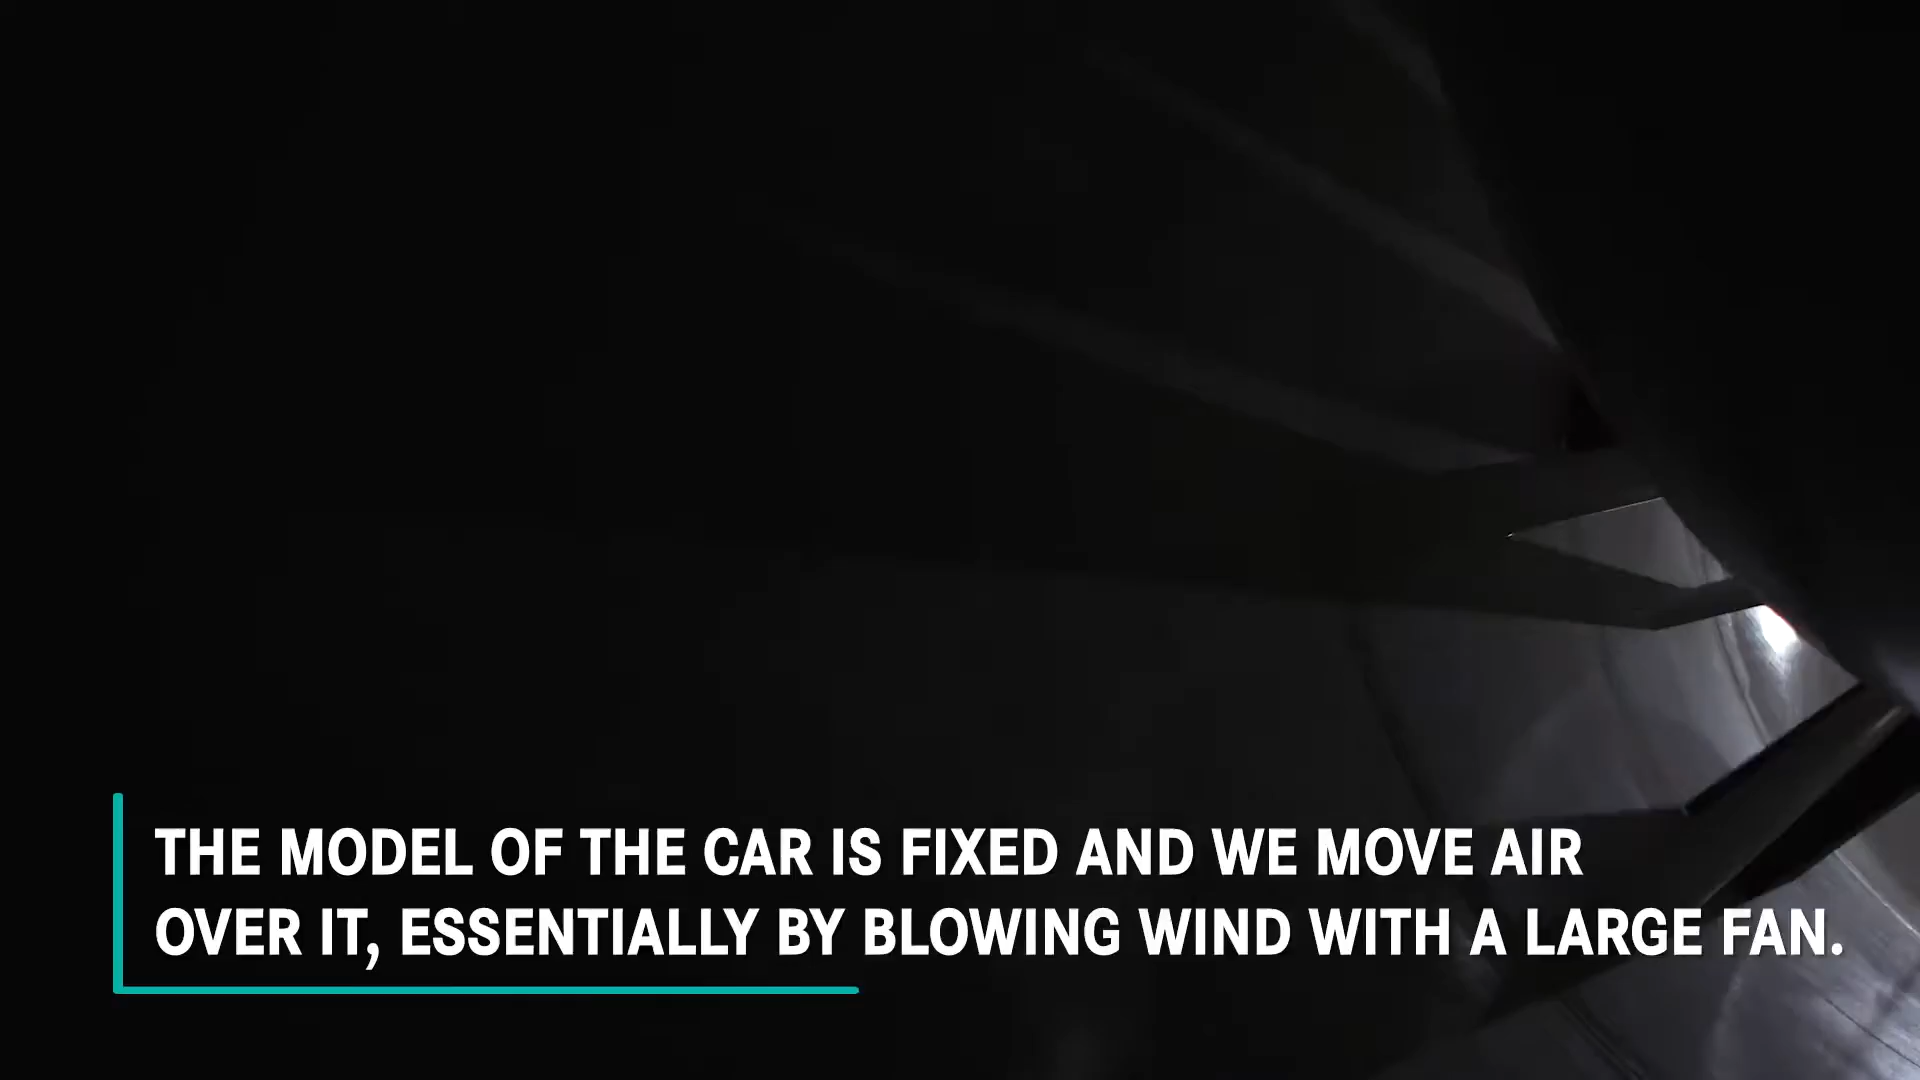 THE MODEL OF THE CAR IS FIXED AND WE MOVE AIR
OVER IT, ESSENTIALLY BY BLOWING WIND WITH A LARGE FAN.